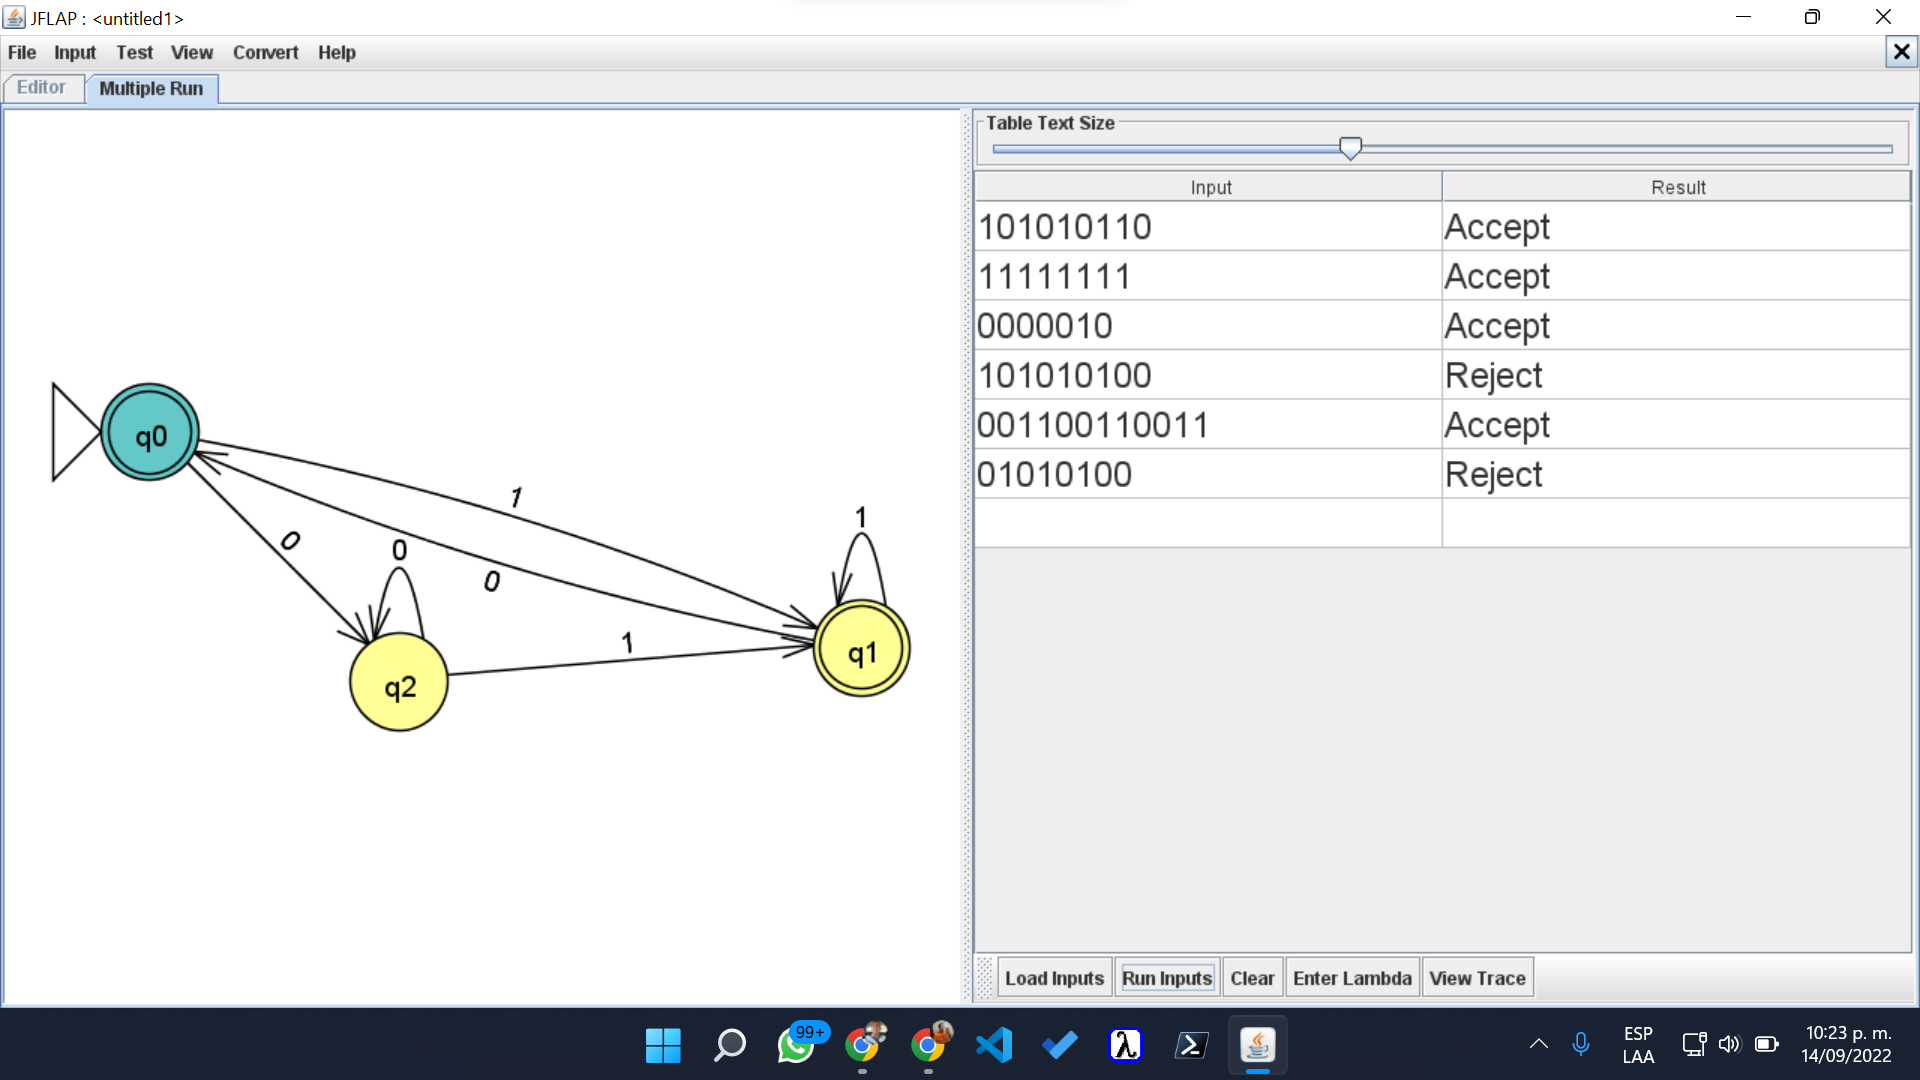 JFLAP : <untitled1>
File Input Test View Convert Help
Editor Multiple Run
Table Text Size
Input Result
101010110 Accept
11111111 Accept
0000010 Accept
101010100 Reject
001100110011 Accept
01010100 Reject
q0
1
0
0
0
1
1
q2
q1
Load Inputs Run Inputs Clear Enter Lambda View Trace
99+
ESP
LAA
10:23 p. m.
14/09/2022